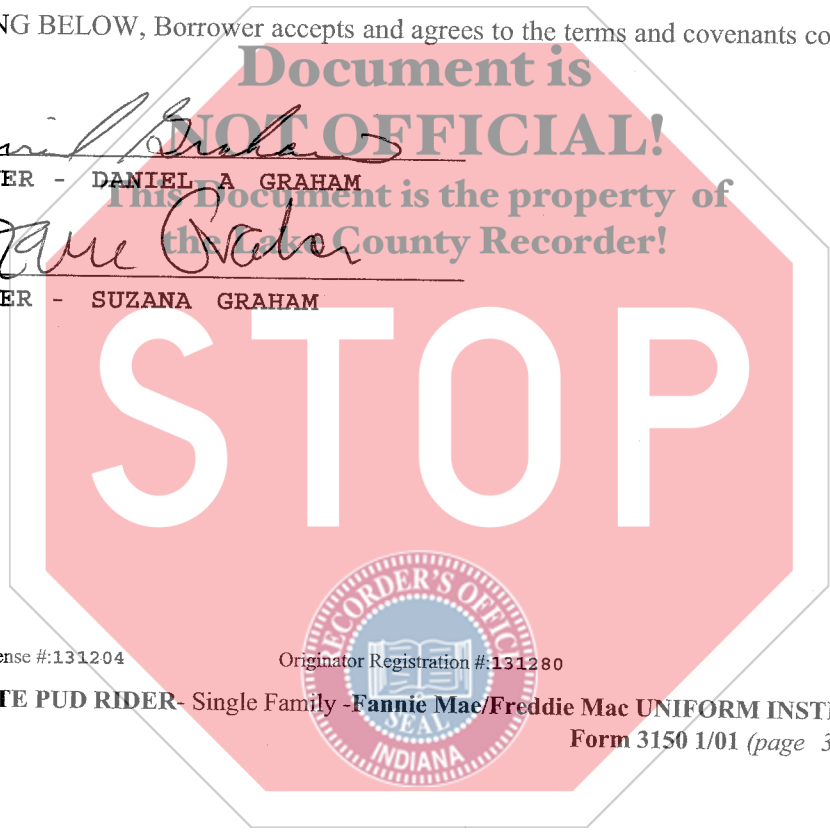 NG BELOW, Borrower accepts and agrees to the terms and covenants co
Document is
NOT OFFICIAL!
ER - DANIEL A GRAHAM
This Document is the property of
the Lake County Recorder!
ER - SUZANA GRAHAM
STOP
RECORDER'S OFFICE
SEAL
INDIANA
ense #:131204 Originator Registration #:131280
TE PUD RIDER- Single Family -Fannie Mae/Freddie Mac UNIFORM INST
Form 3150 1/01 (page 3